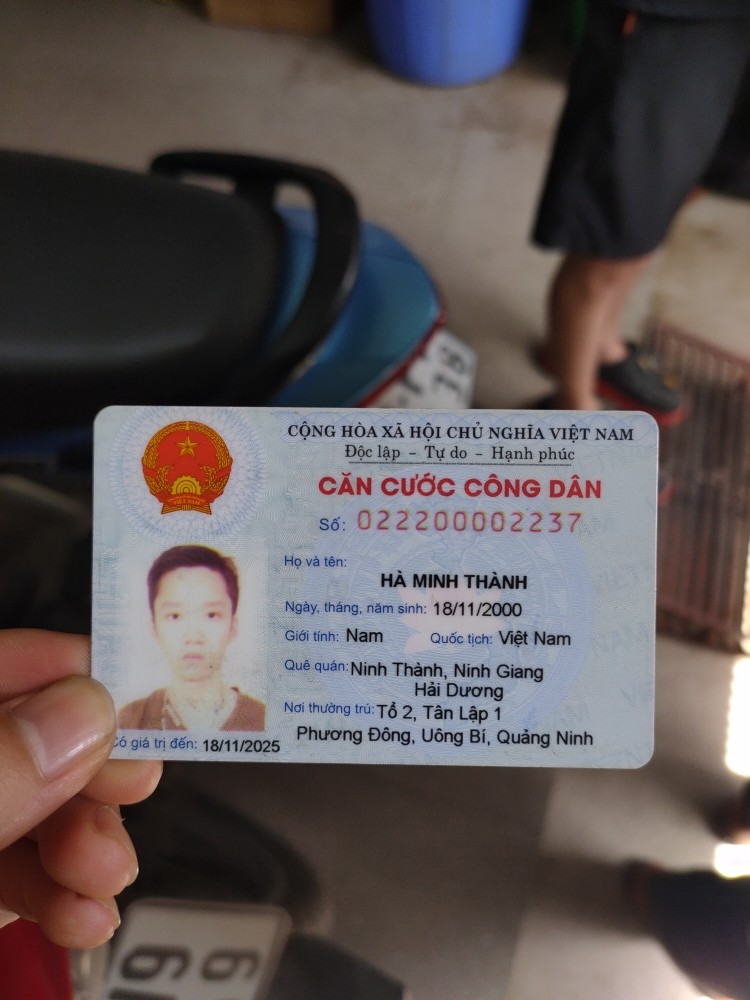 CỘNG HÒA XÃ HỘI CHỦ NGHĨA VIỆT NAM
Độc lập - Tự do - Hạnh phúc
CĂN CƯỚC CÔNG DÂN
Số: 022200002237
Họ và tên:
HÀ MINH THÀNH
Ngày, tháng, năm sinh: 18/11/2000
Giới tính: Nam Quốc tịch: Việt Nam
Quê quán: Ninh Thành, Ninh Giang
Hải Dương
Nơi thường trú: Tổ 2, Tân Lập 1
Phương Đông, Uông Bí, Quảng Ninh
Có giá trị đến: 18/11/2025
VIỆT NAM